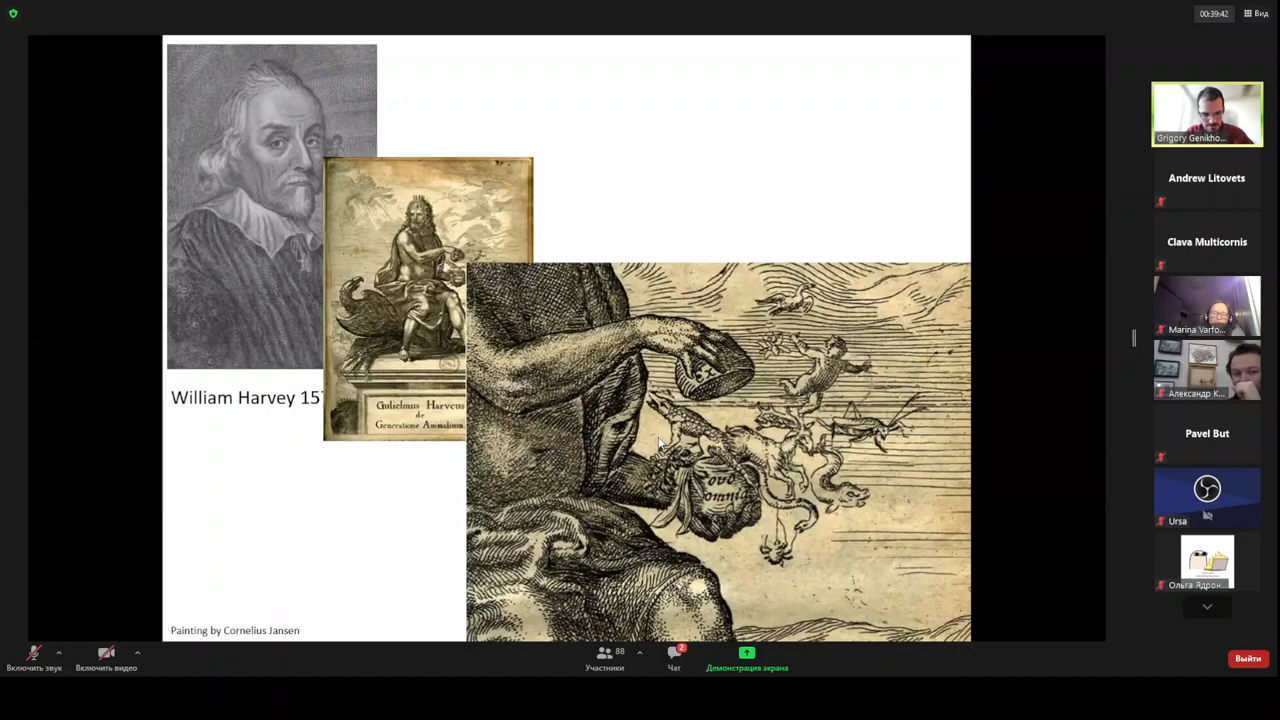 00:39:42
Вид
William Harvey 15
Gulielmus Harveus
de
Generatione Animalium.
ovo
omnia
Painting by Cornelius Jansen
Grigory Genikho...
Andrew Litovets
Clava Multicornis
Marina Varfo...
Александр К...
Pavel But
Ursa
Ольга Ядрон...
Включить звук
Включить видео
88
Участники
2
Чат
Демонстрация экрана
Выйти